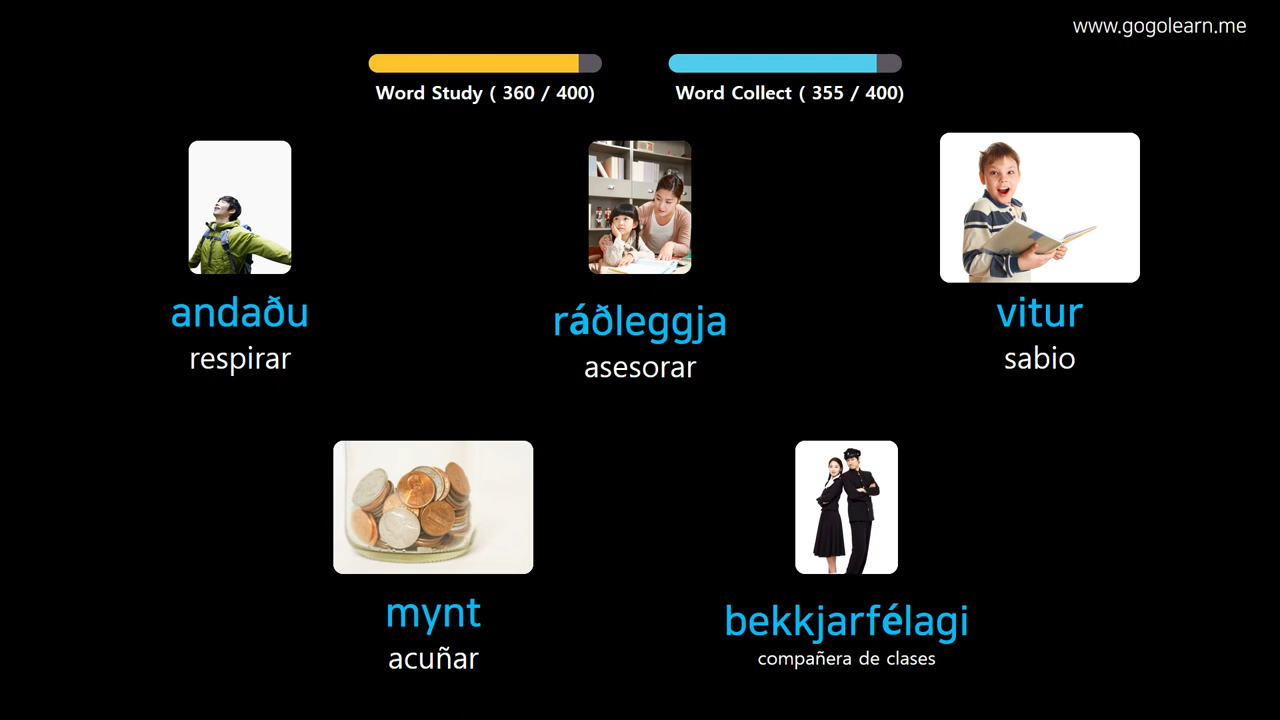 www.gogolearn.me
Word Study ( 360 / 400)
Word Collect ( 355 / 400)
andaðu
respirar
ráðleggja
asesorar
vitur
sabio
mynt
acuñar
bekkjarfélagi
compañera de clases